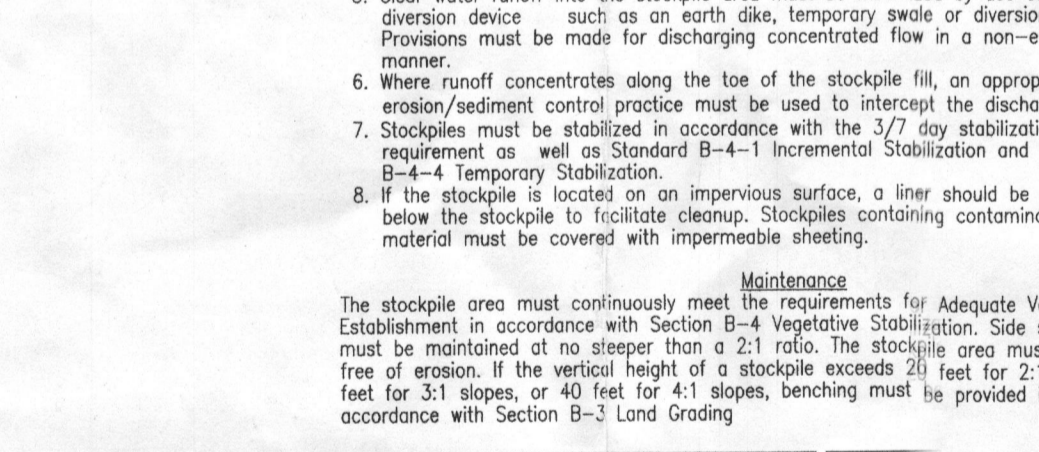 diversion device such as an earth dike, temporary swale or diversio
Provisions must be made for discharging concentrated flow in a non-e
manner.
6. Where runoff concentrates along the toe of the stockpile fill, an approp
erosion/sediment control practice must be used to intercept the discha
7. Stockpiles must be stabilized in accordance with the 3/7 day stabilizati
requirement as well as Standard B-4-1 Incremental Stabilization and
B-4-4 Temporary Stabilization.
8. If the stockpile is located on an impervious surface, a liner should be
below the stockpile to facilitate cleanup. Stockpiles containing contamina
material must be covered with impermeable sheeting.
Maintenance
The stockpile area must continuously meet the requirements for Adequate V
Establishment in accordance with Section B-4 Vegetative Stabilization. Side s
must be maintained at no steeper than a 2:1 ratio. The stockpile area mus
free of erosion. If the vertical height of a stockpile exceeds 20 feet for 2:1
feet for 3:1 slopes, or 40 feet for 4:1 slopes, benching must be provided
accordance with Section B-3 Land Grading